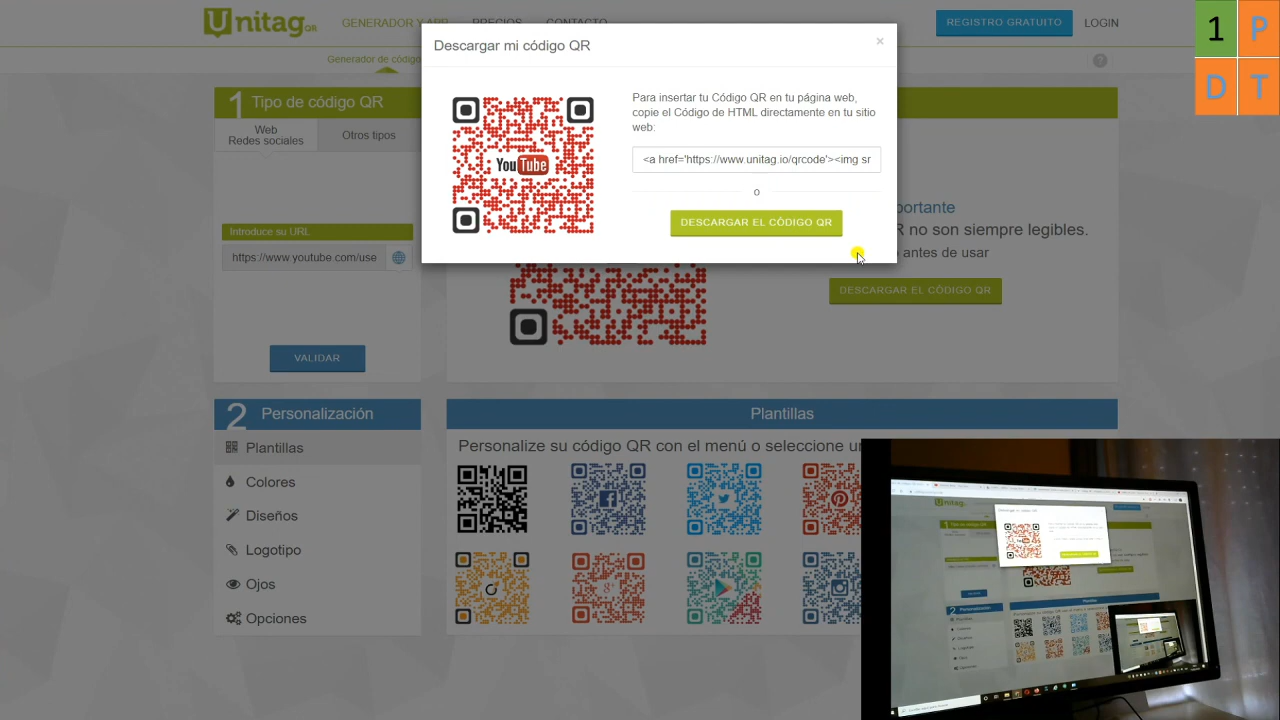 Unitag QR
GENERADOR Y APP
PRECIOS
CONTACTO
REGISTRO GRATUITO
LOGIN
1
P
D
T
Generador de código
Descargar mi código QR
×
Para insertar tu Código QR en tu página web,
copie el Código de HTML directamente en tu sitio
web:
<a href='https://www.unitag.io/qrcode'><img sr
o
DESCARGAR EL CÓDIGO QR
You Tube
1 Tipo de código QR
Web
Redes sociales
Otros tipos
Introduce su URL
https://www.youtube.com/use
VALIDAR
portante
R no son siempre legibles.
antes de usar
DESCARGAR EL CÓDIGO QR
2 Personalización
Plantillas
Colores
Diseños
Logotipo
Ojos
Opciones
Plantillas
Personalize su código QR con el menú o seleccione u